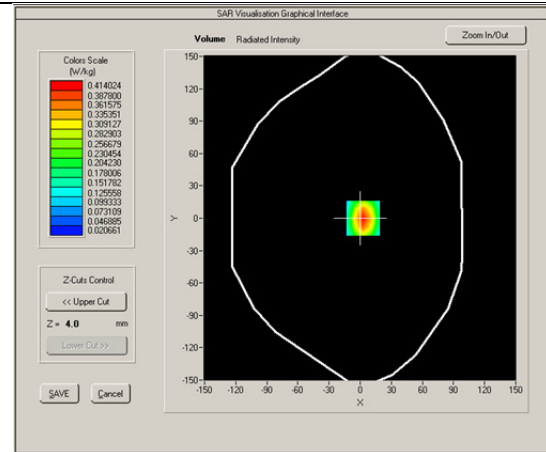 SAR Visualisation Graphical Interface
Volume Radiated Intensity
Zoom In/Out
Colors Scale
(W/kg)
0.414024
0.387800
0.361575
0.335351
0.309127
0.282903
0.256679
0.230454
0.204230
0.178006
0.151782
0.125558
0.099333
0.073109
0.046885
0.020661
Z-Cuts Control
<< Upper Cut
Z = 4.0 mm
Lower Cut >>
SAVE Cancel
150
120
90
60
30
0
-30
-60
-90
-120
-150
Y
-150 -120 -90 -60 -30 0 30 60 90 120 150
X